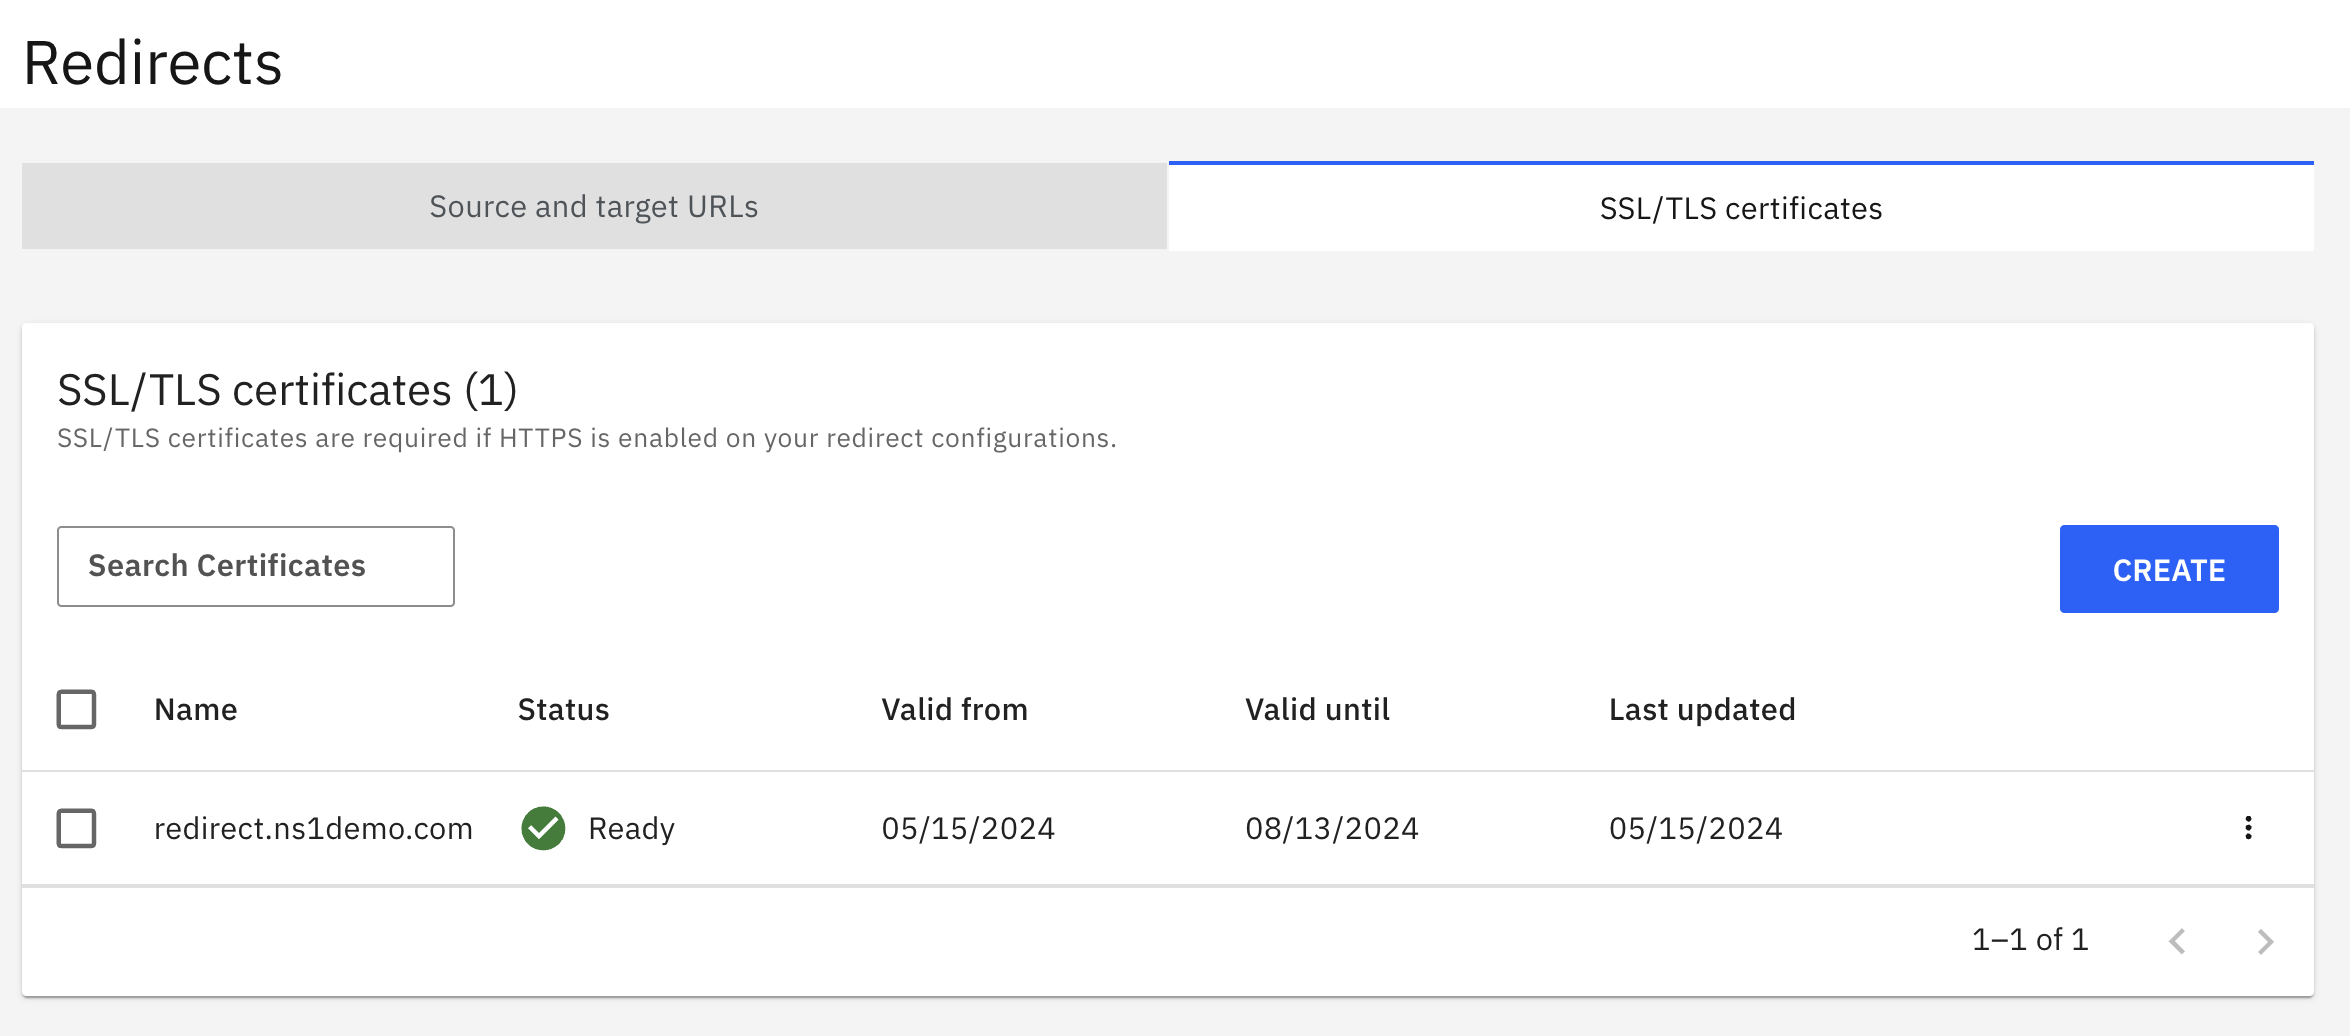 Redirects
Source and target URLs SSL/TLS certificates
SSL/TLS certificates (1)
SSL/TLS certificates are required if HTTPS is enabled on your redirect configurations.
Search Certificates CREATE
Name Status Valid from Valid until Last updated
redirect.ns1demo.com Ready 05/15/2024 08/13/2024 05/15/2024
1–1 of 1